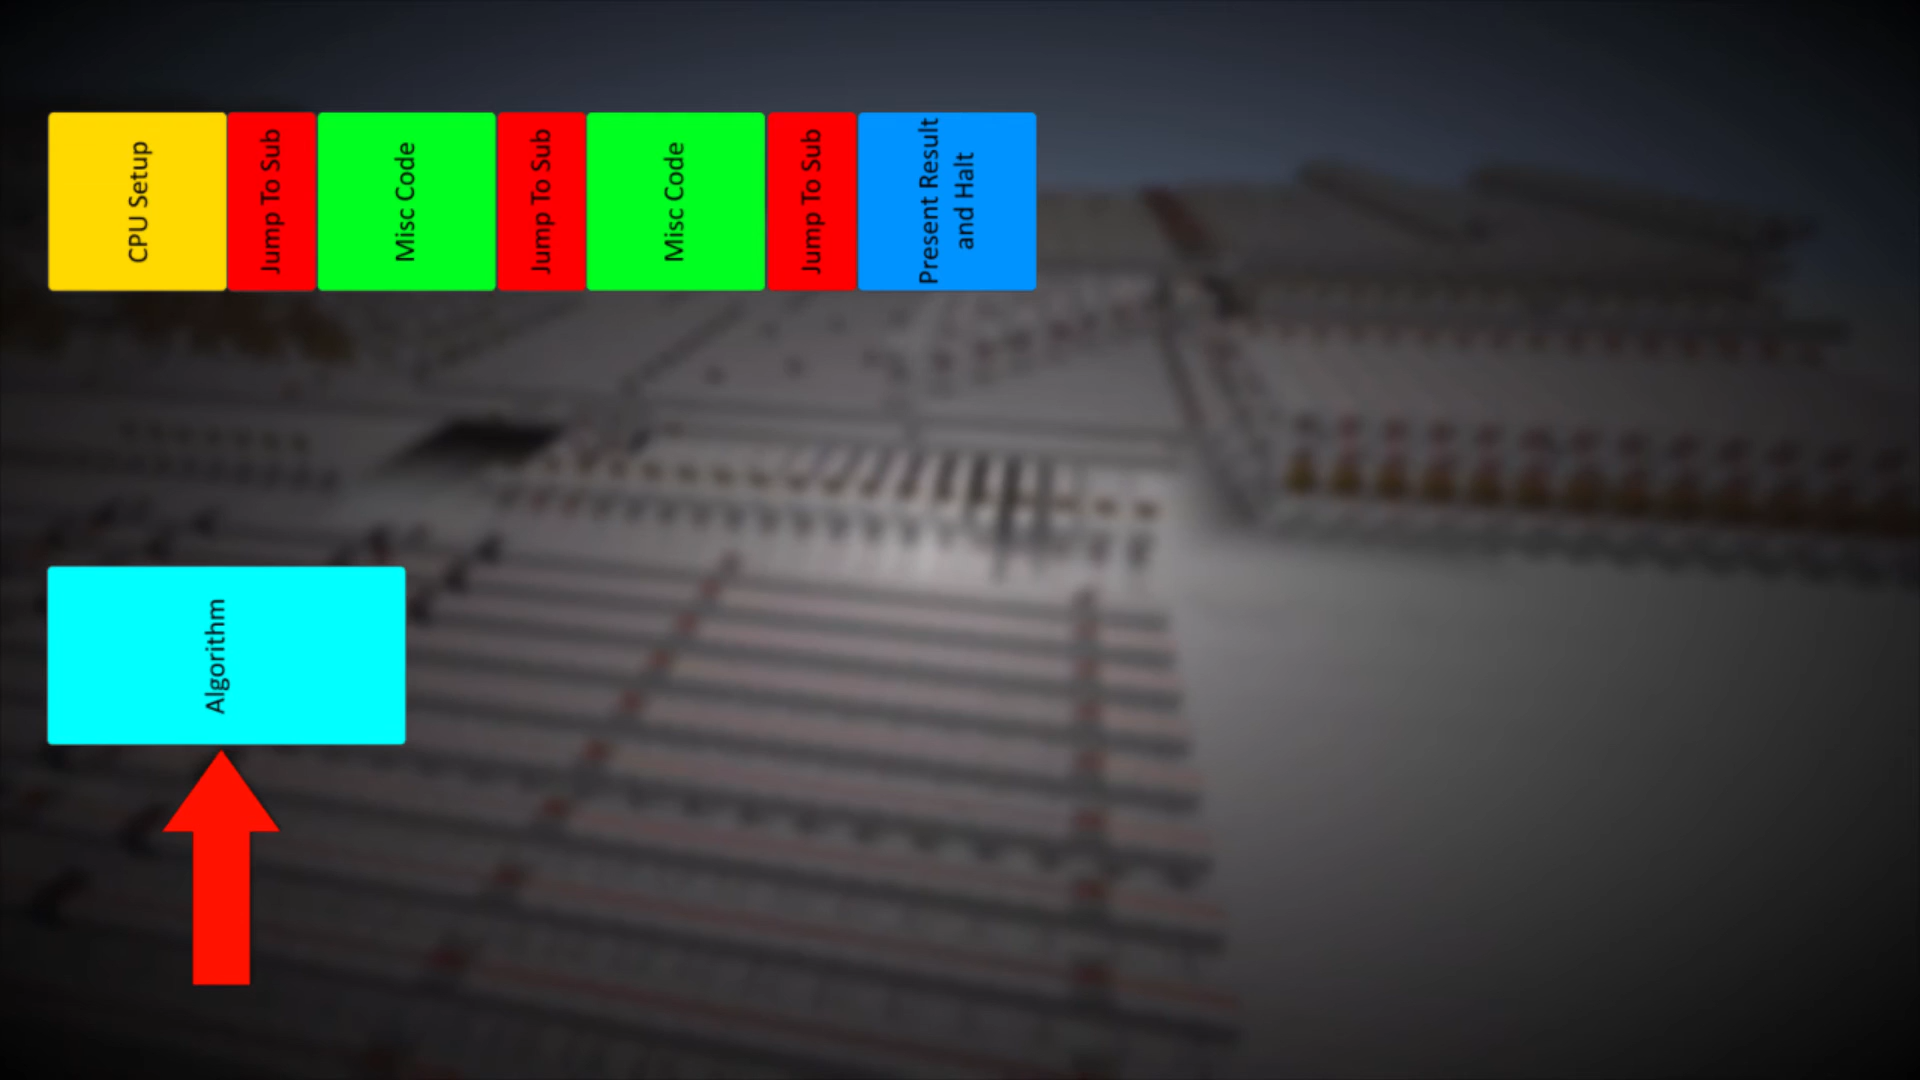 CPU Setup
Jump To Sub
Misc Code
Jump To Sub
Misc Code
Jump To Sub
Present Result
and Halt
Algorithm